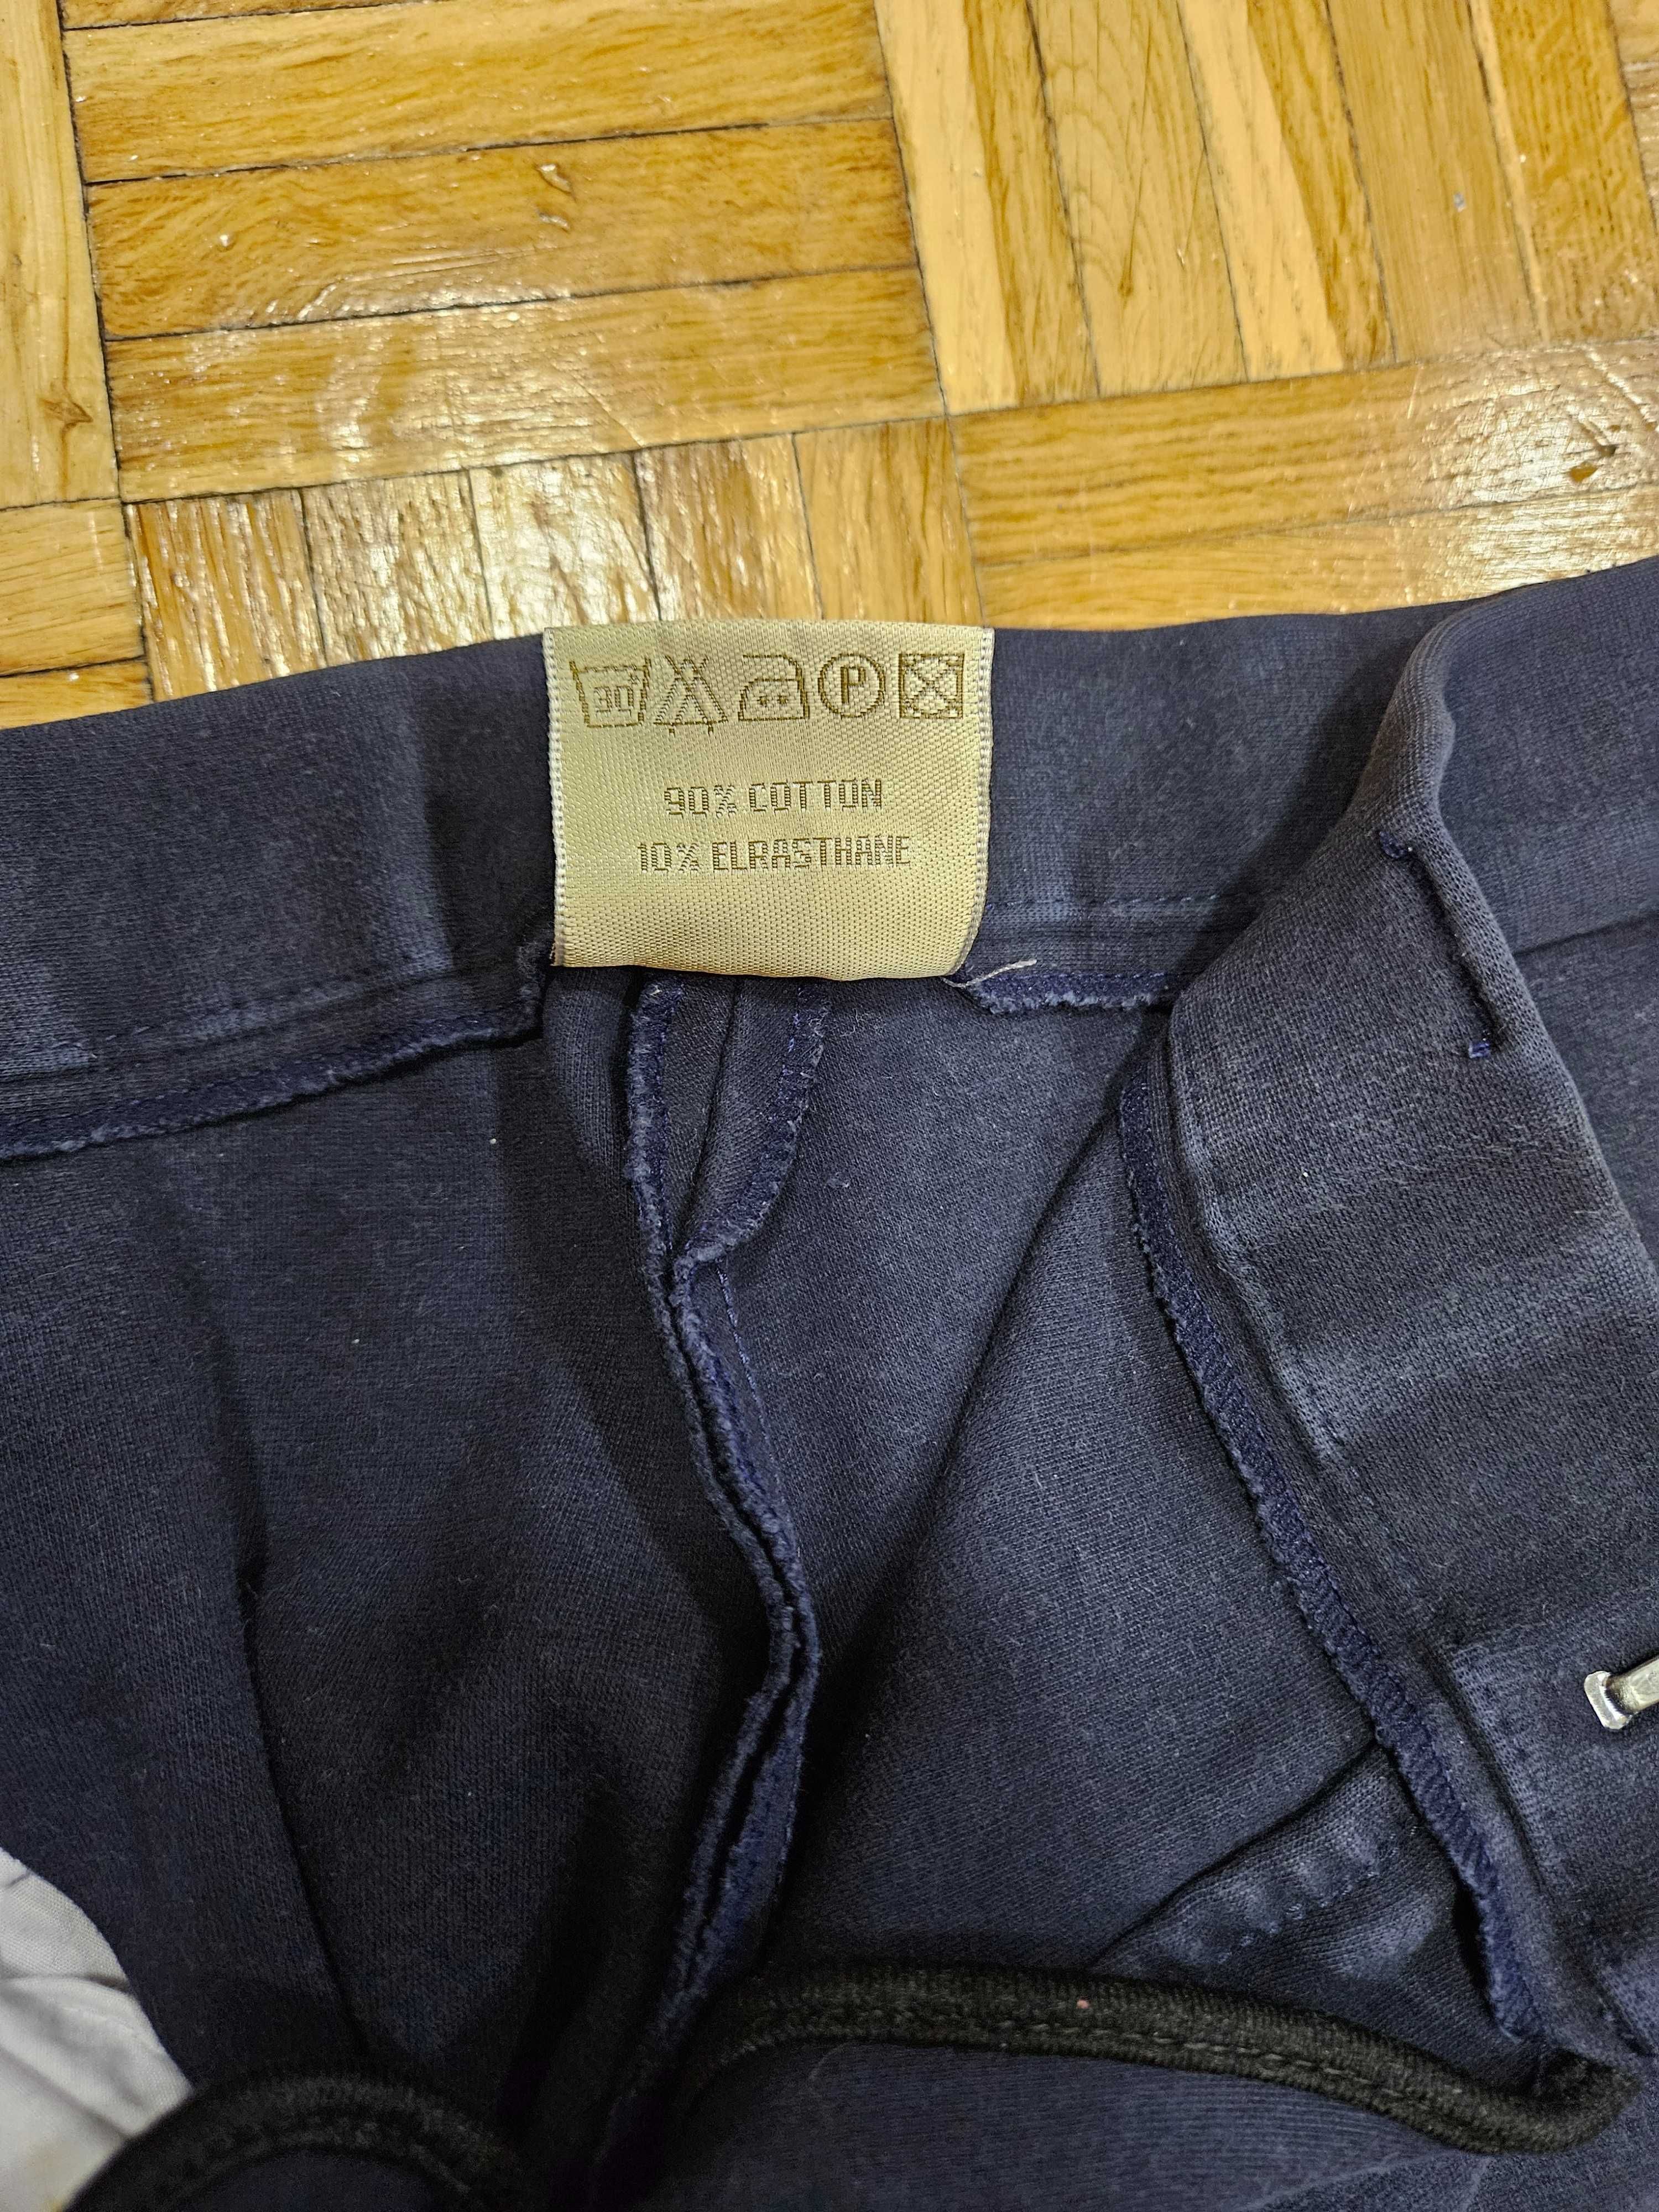 30°
P
90% COTTON
10% ELRASTHANE